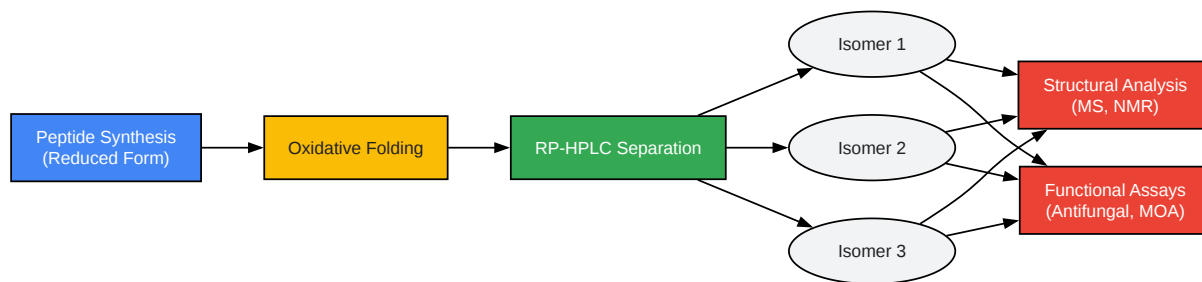 Peptide Synthesis
(Reduced Form)
Oxidative Folding
RP-HPLC Separation
Isomer 1
Isomer 2
Isomer 3
Structural Analysis
(MS, NMR)
Functional Assays
(Antifungal, MOA)